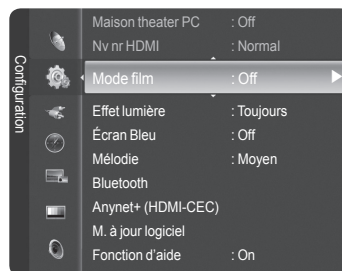 Configuration
Maison theater PC : Off
Nv nr HDMI : Normal
Mode film : Off
Effet lumière : Toujours
Écran Bleu : Off
Mélodie : Moyen
Bluetooth
Anynet+ (HDMI-CEC)
M. à jour logiciel
Fonction d'aide : On